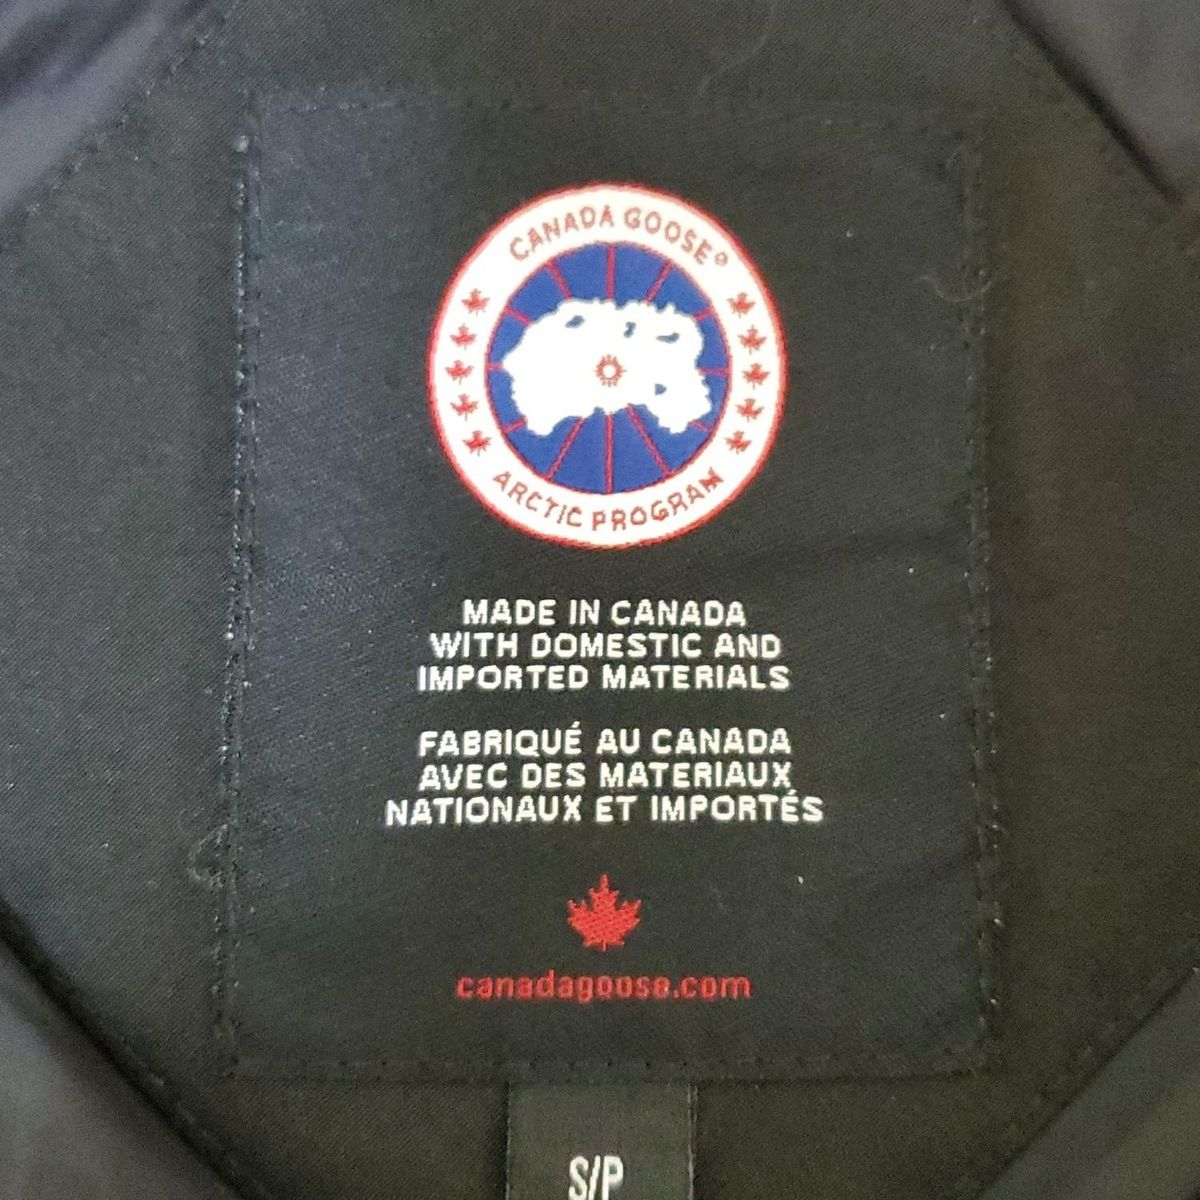 CANADA GOOSE®
ARCTIC PROGRAM
MADE IN CANADA
WITH DOMESTIC AND
IMPORTED MATERIALS
FABRIQUÉ AU CANADA
AVEC DES MATERIAUX
NATIONAUX ET IMPORTÉS
canadagoose.com
S/P